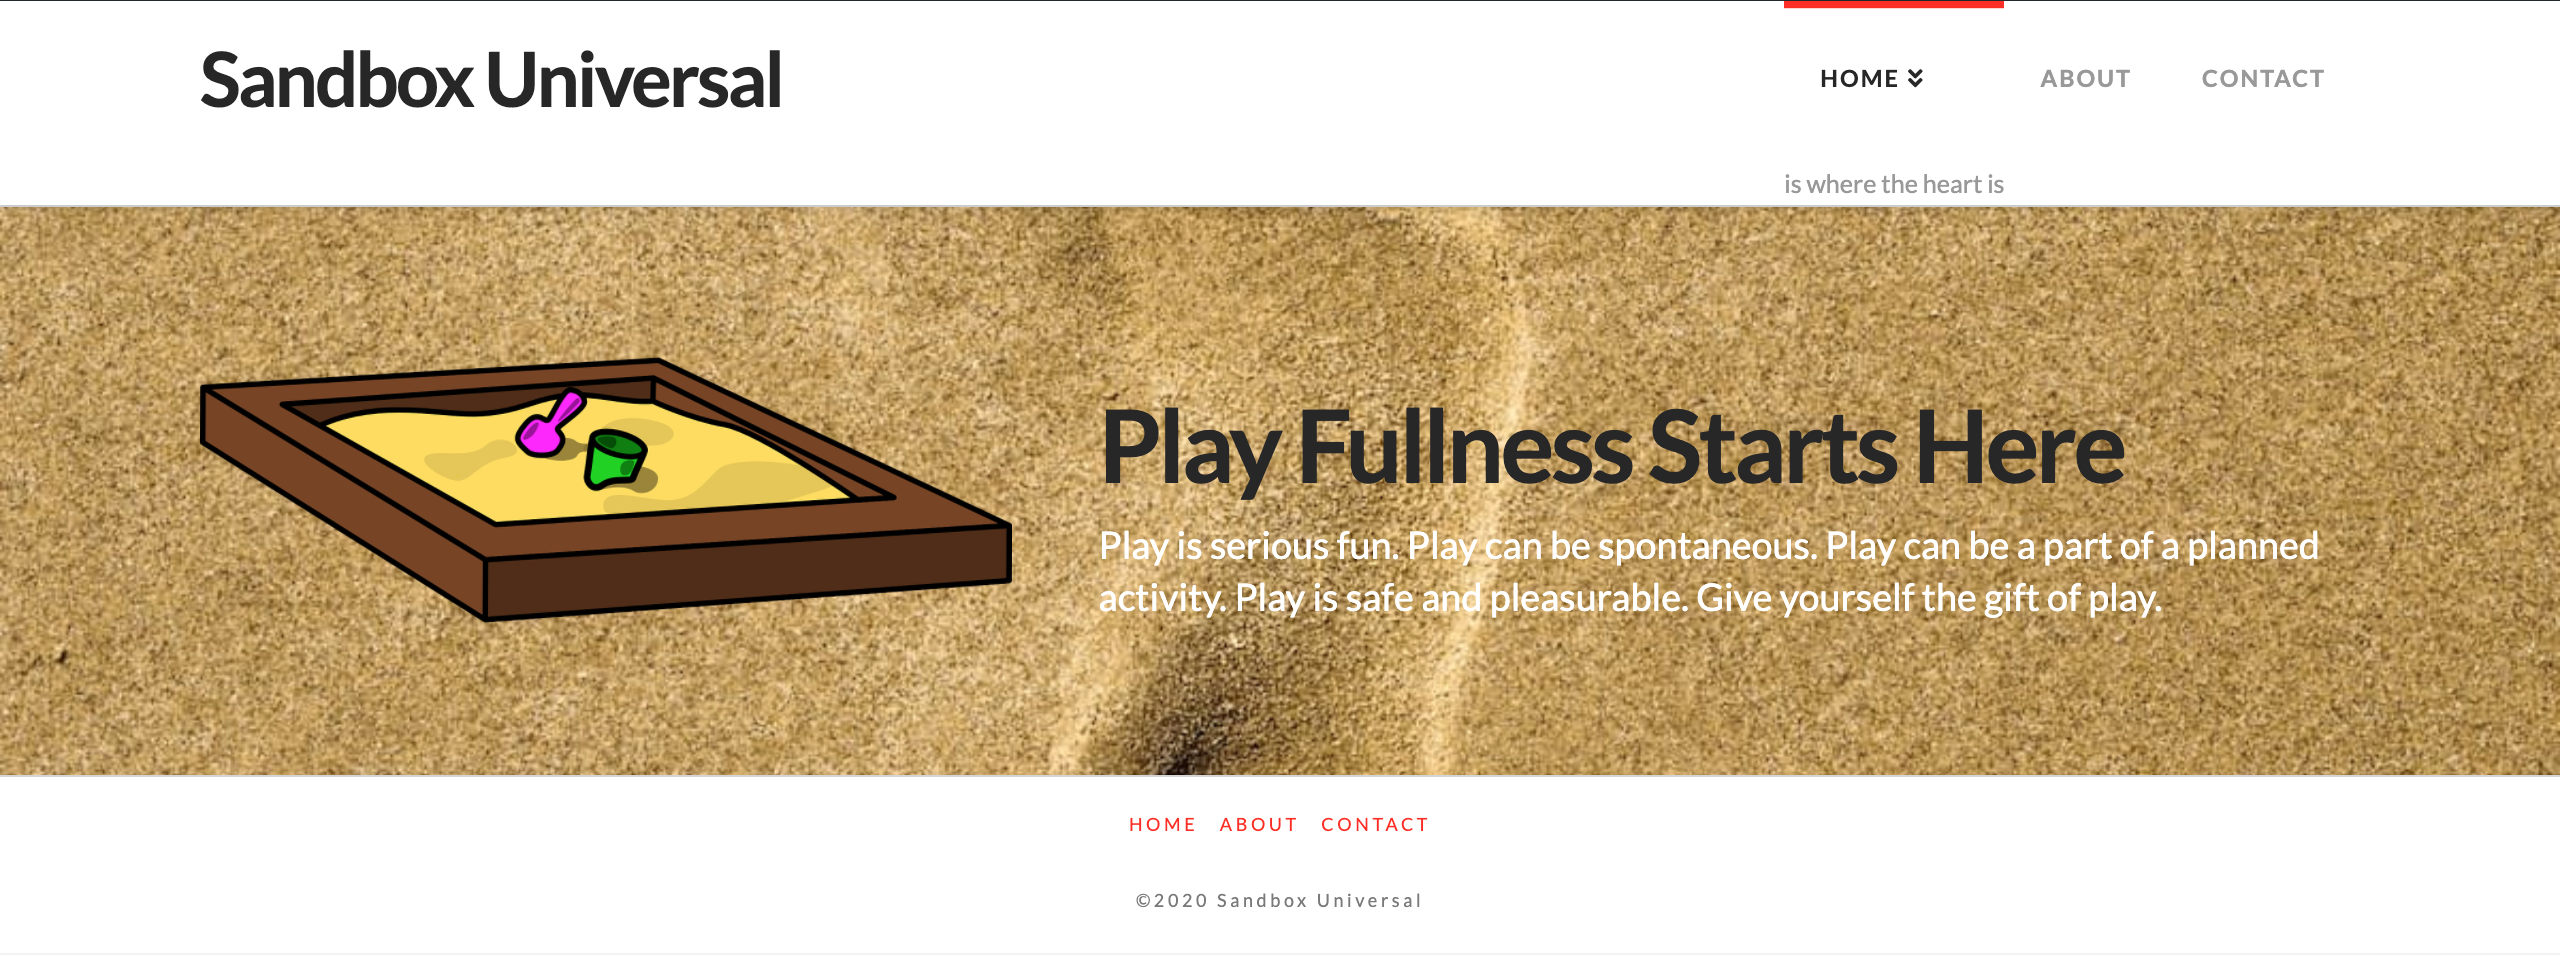 Sandbox Universal
HOME ABOUT CONTACT
is where the heart is
Play Fullness Starts Here
Play is serious fun. Play can be spontaneous. Play can be a part of a planned
activity. Play is safe and pleasurable. Give yourself the gift of play.
HOME ABOUT CONTACT
©2020 Sandbox Universal